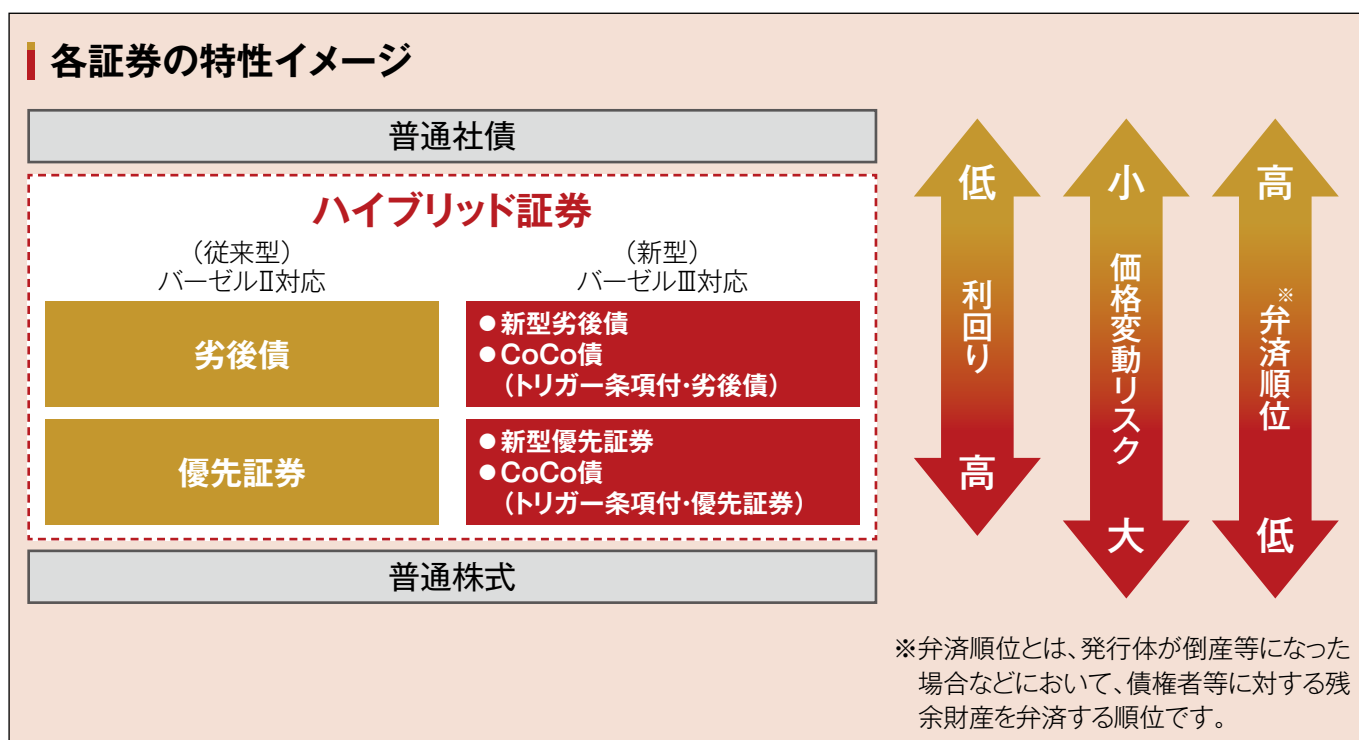 各証券の特性イメージ
普通社債
ハイブリッド証券
（従来型）
バーゼルⅡ対応
（新型）
バーゼルⅢ対応
劣後債
●新型劣後債
●CoCo債
（トリガー条項付・劣後債）
優先証券
●新型優先証券
●CoCo債
（トリガー条項付・優先証券）
普通株式
低
利回り
高
小
価格変動リスク
大
高
※弁済順位
低
※弁済順位とは、発行体が倒産等になった
場合などにおいて、債権者等に対する残
余財産を弁済する順位です。